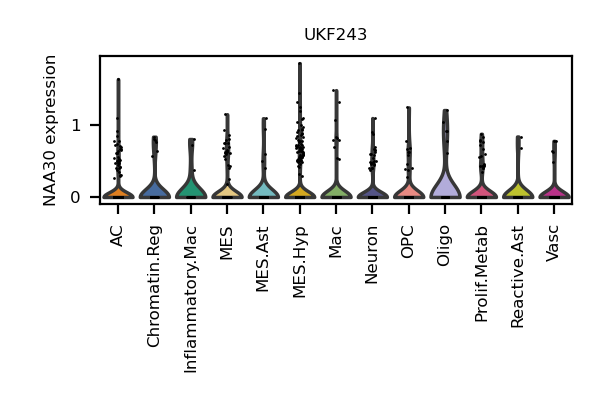 UKF243
NAA30 expression
1
0
AC
Chromatin.Reg
Inflammatory.Mac
MES
MES.Ast
MES.Hyp
Mac
Neuron
OPC
Oligo
Prolif.Metab
Reactive.Ast
Vasc